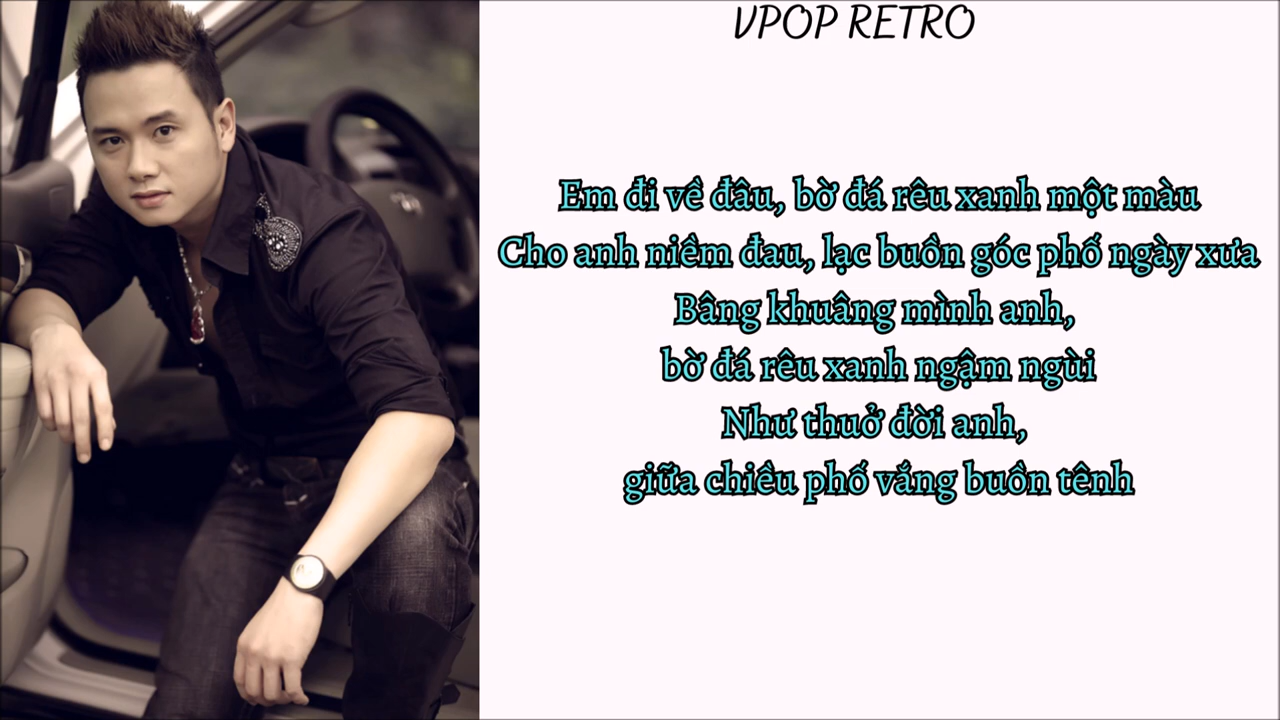 VPOP RETRO
Em đi về đâu, bờ đá rêu xanh một màu
Cho anh niềm đau, lạc buồn góc phố ngày xưa
Bâng khuâng mình anh,
bờ đá rêu xanh ngậm ngùi
Như thuở đời anh,
giữa chiều phố vắng buồn tênh